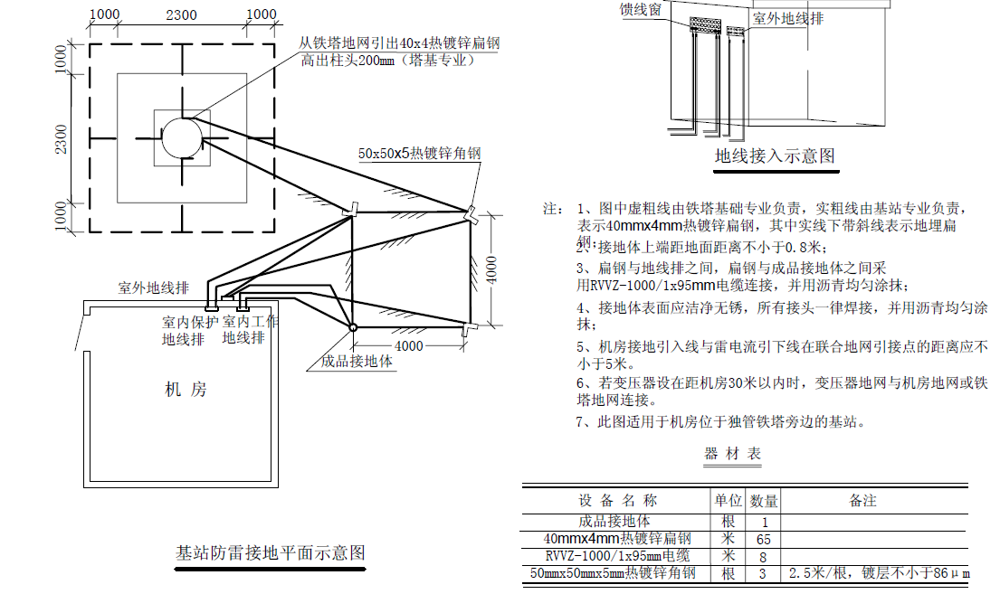 1000 2300 1000
1000
2300
1000
从铁塔地网引出40x4热镀锌扁钢
高出柱头200mm（塔基专业）
50x50x5热镀锌角钢
4000
4000
室外地线排
室内保护
地线排
室内工作
地线排
成品接地体
机 房
基站防雷接地平面示意图
馈线窗
室外地线排
地线接入示意图
注： 1、图中虚粗线由铁塔基础专业负责，实粗线由基站专业负责，
表示40mmx4mm热镀锌扁钢，其中实线下带斜线表示地埋扁
钢；
2、接地体上端距地面距离不小于0.8米；
3、扁钢与地线排之间，扁钢与成品接地体之间采
用RVVZ-1000/1x95mm电缆连接，并用沥青均匀涂抹；
4、接地体表面应洁净无锈，所有接头一律焊接，并用沥青均匀涂
抹；
5、机房接地引入线与雷电流引下线在联合地网引接点的距离应不
小于5米。
6、若变压器设在距机房30米以内时，变压器地网与机房地网或铁
塔地网连接。
7、此图适用于机房位于独管铁塔旁边的基站。
器 材 表
设 备 名 称 单位 数量 备注
成品接地体 根 1
40mmx4mm热镀锌扁钢 米 65
RVVZ-1000/1x95mm电缆 米 8
50mmx50mmx5mm热镀锌角钢 根 3 2.5米/根，镀层不小于86μm